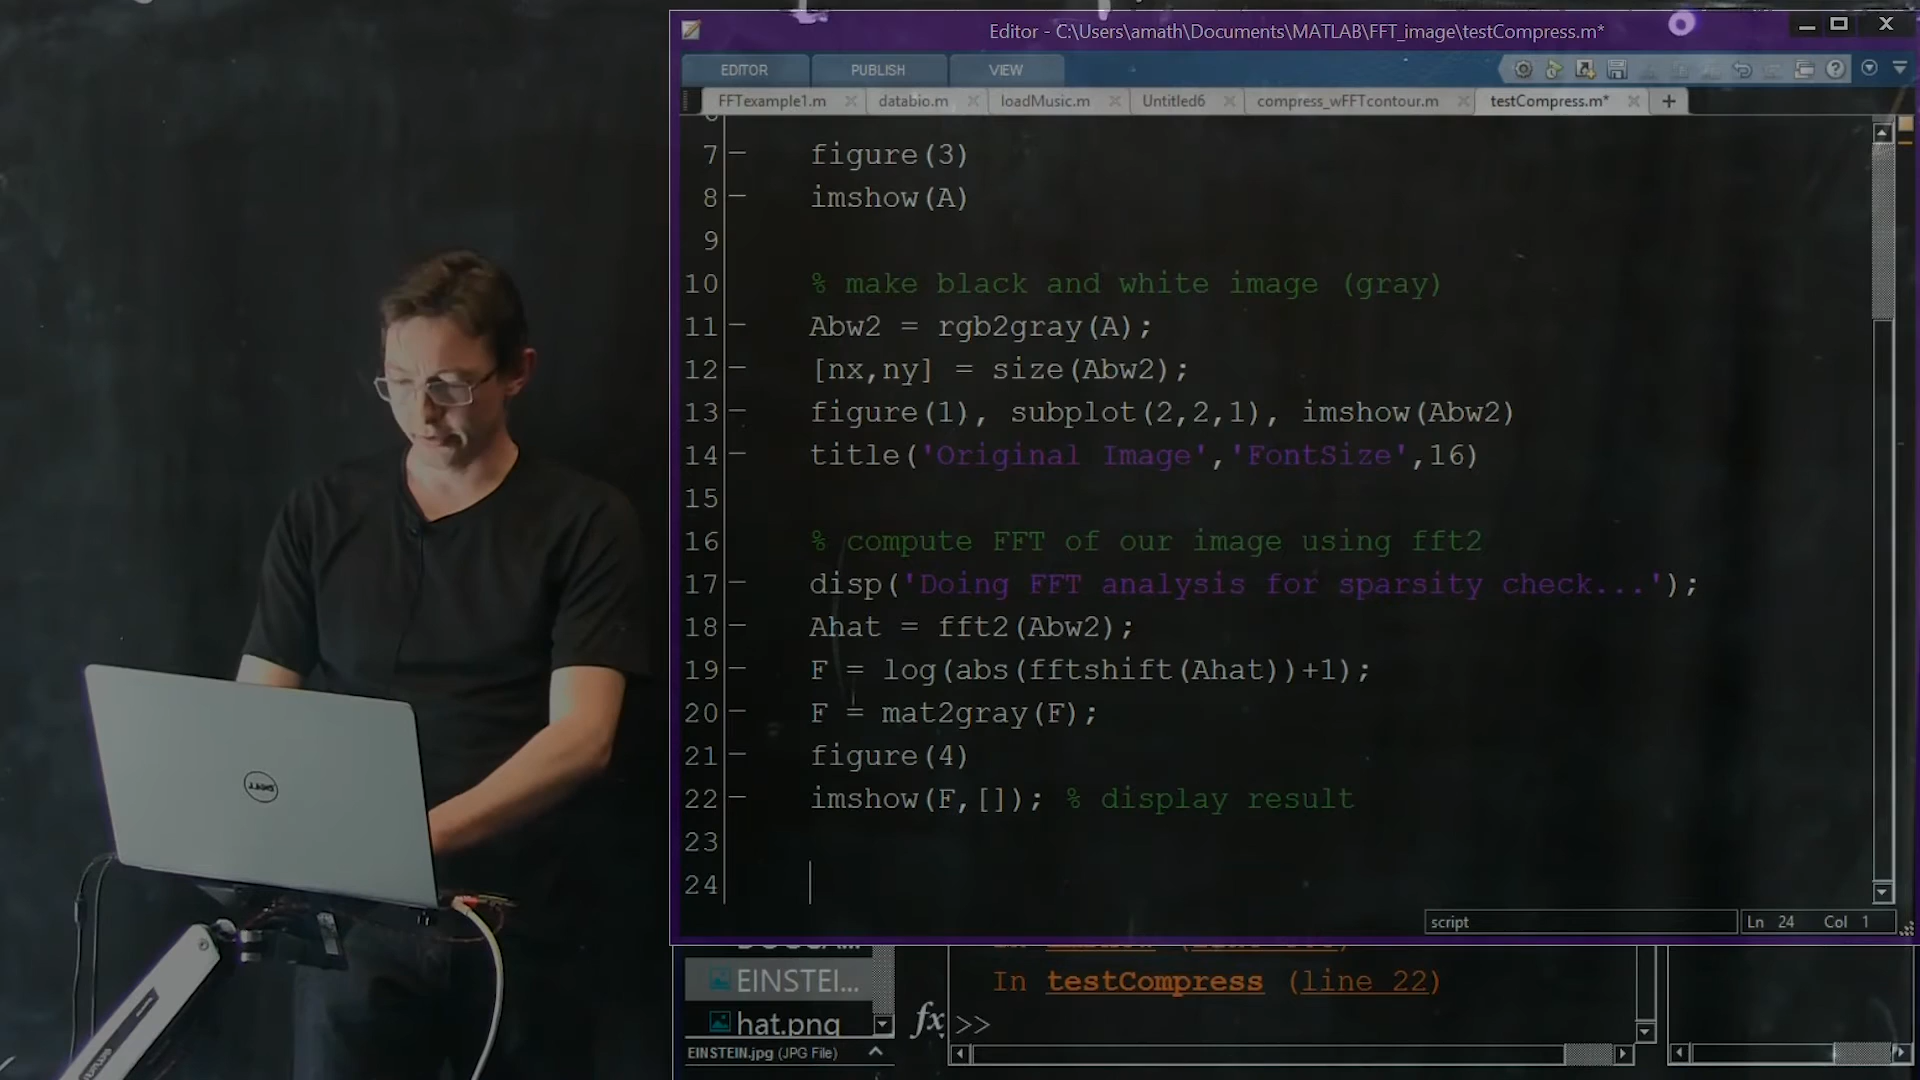 Editor - C:\Users\amath\Documents\MATLAB\FFT_image\testCompress.m*
EDITOR PUBLISH VIEW
FFTexample1.m databio.m loadMusic.m Untitled6 compress_wFFTcontour.m testCompress.m* +
7 figure(3)
8 imshow(A)
9
10 % make black and white image (gray)
11 Abw2 = rgb2gray(A);
12 [nx,ny] = size(Abw2);
13 figure(1), subplot(2,2,1), imshow(Abw2)
14 title('Original Image','FontSize',16)
15
16 % compute FFT of our image using fft2
17 disp('Doing FFT analysis for sparsity check...');
18 Ahat = fft2(Abw2);
19 F = log(abs(fftshift(Ahat))+1);
20 F = mat2gray(F);
21 figure(4)
22 imshow(F,[]); % display result
23
24
script Ln 24 Col 1
EINSTEI...
In testCompress (line 22)
hat.png
fx >>
EINSTEIN.jpg (JPG File)